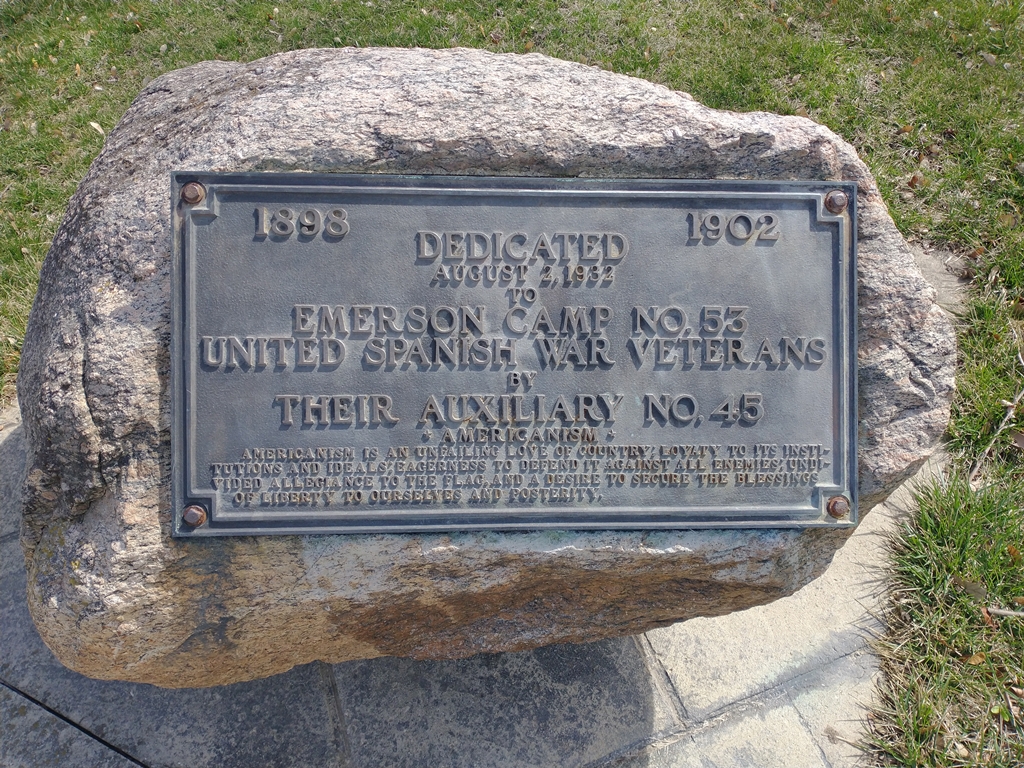 1898 1902
DEDICATED
AUGUST 2, 1932
TO
EMERSON CAMP NO. 53
UNITED SPANISH WAR VETERANS
BY
THEIR AUXILIARY NO. 45
· AMERICANISM ·
AMERICANISM IS AN UNFAILING LOVE OF COUNTRY; LOYALTY TO ITS INSTI-
TUTIONS AND IDEALS; EAGERNESS TO DEFEND IT AGAINST ALL ENEMIES; UNDI-
VIDED ALLEGIANCE TO THE FLAG, AND A DESIRE TO SECURE THE BLESSINGS
OF LIBERTY TO OURSELVES AND POSTERITY.